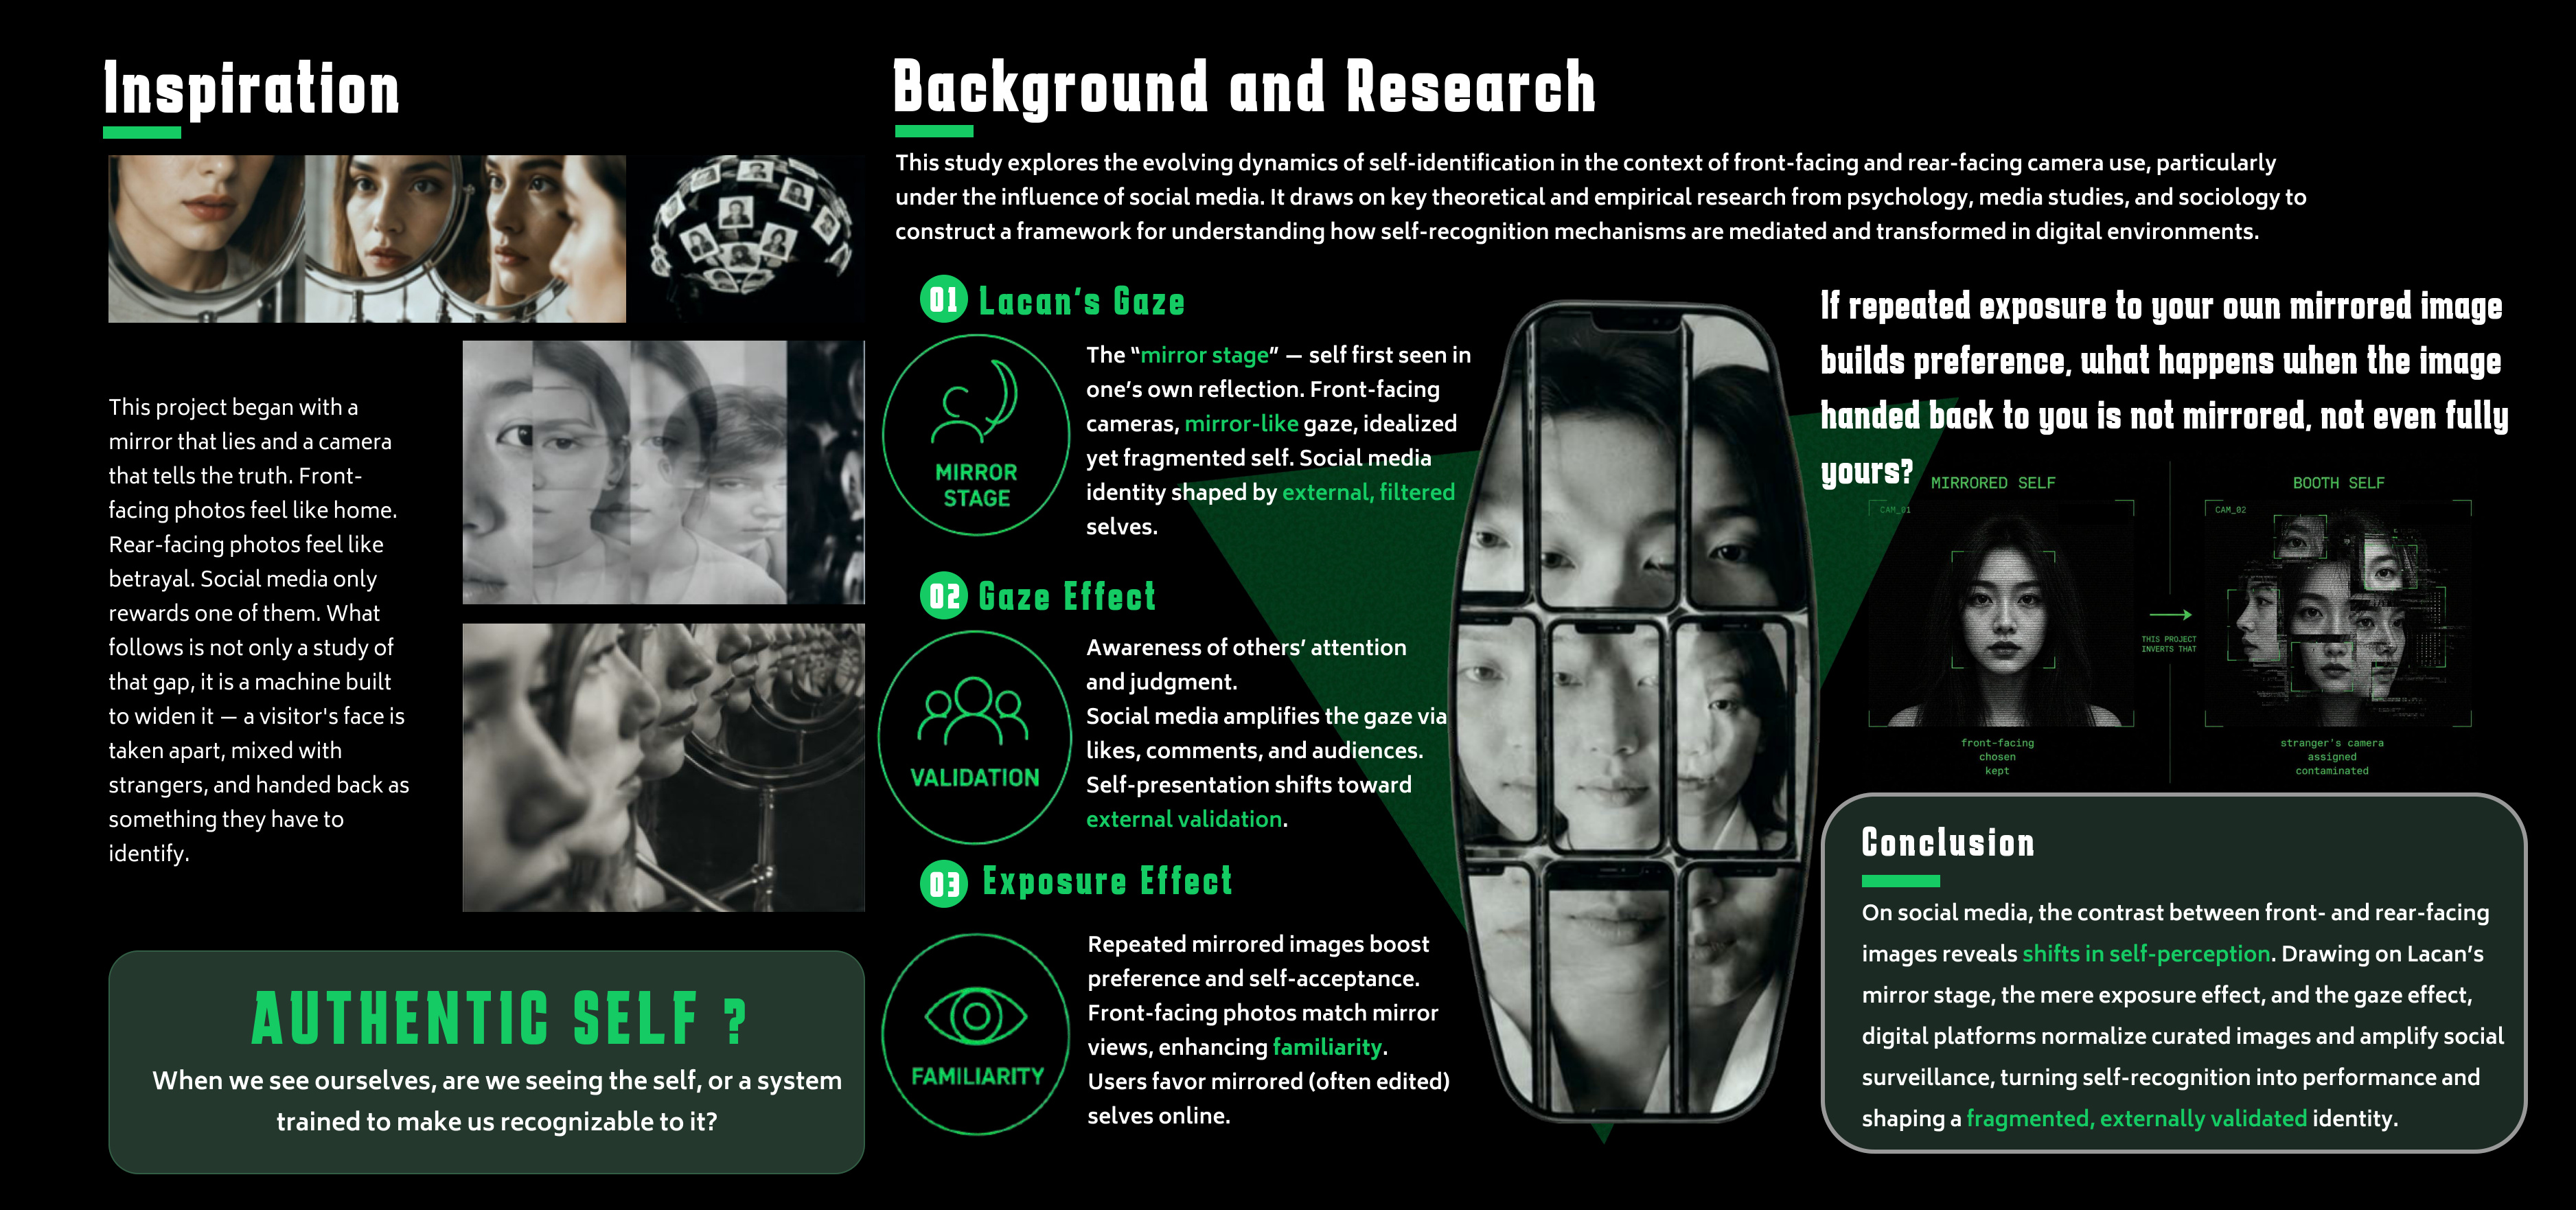 Inspiration
This project began with a
mirror that lies and a camera
that tells the truth. Front-
facing photos feel like home.
Rear-facing photos feel like
betrayal. Social media only
rewards one of them. What
follows is not only a study of
that gap, it is a machine built
to widen it — a visitor's face is
taken apart, mixed with
strangers, and handed back as
something they have to
identify.
AUTHENTIC SELF ?
When we see ourselves, are we seeing the self, or a system
trained to make us recognizable to it?
Background and Research
This study explores the evolving dynamics of self-identification in the context of front-facing and rear-facing camera use, particularly
under the influence of social media. It draws on key theoretical and empirical research from psychology, media studies, and sociology to
construct a framework for understanding how self-recognition mechanisms are mediated and transformed in digital environments.
01 Lacan's Gaze
MIRROR
STAGE
The “mirror stage” — self first seen in
one’s own reflection. Front-facing
cameras, mirror-like gaze, idealized
yet fragmented self. Social media
identity shaped by external, filtered
selves.
02 Gaze Effect
VALIDATION
Awareness of others’ attention
and judgment.
Social media amplifies the gaze via
likes, comments, and audiences.
Self-presentation shifts toward
external validation.
03 Exposure Effect
FAMILIARITY
Repeated mirrored images boost
preference and self-acceptance.
Front-facing photos match mirror
views, enhancing familiarity.
Users favor mirrored (often edited)
selves online.
If repeated exposure to your own mirrored image
builds preference, what happens when the image
handed back to you is not mirrored, not even fully
yours?
MIRRORED SELF
CAM_01
front-facing
chosen
kept
THIS PROJECT
INVERTS THAT
BOOTH SELF
CAM_02
stranger's camera
assigned
contaminated
Conclusion
On social media, the contrast between front- and rear-facing
images reveals shifts in self-perception. Drawing on Lacan’s
mirror stage, the mere exposure effect, and the gaze effect,
digital platforms normalize curated images and amplify social
surveillance, turning self-recognition into performance and
shaping a fragmented, externally validated identity.